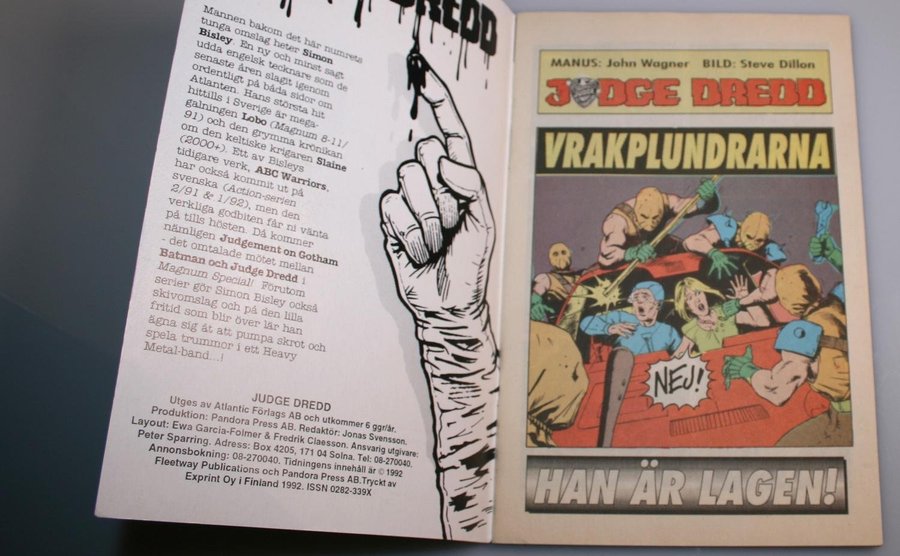 DREDD
Mannen bakom det här numrets
tunga omslag heter Simon
Bisley. En ny och minst sagt
udda engelsk tecknare som de
senaste åren slagit igenom
ordentligt på båda sidor om
Atlanten. Hans största hit
hittills i Sverige är mega-
galningen Lobo (Magnum 8-11/
91) och den grymma krönikan
om den keltiske krigaren Slaine
(2000+). Ett av Bisleys
tidigare verk, ABC Warriors,
har också kommit ut på
svenska (Action-serien
2/91 & 1/92), men den
verkliga godbiten får ni vänta
på tills hösten. Då kommer
nämligen Judgement on Gotham
- det omtalade mötet mellan
Batman och Judge Dredd i
Magnum Special! Förutom
serier gör Simon Bisley också
skivomslag och på den lilla
fritid som blir över lär han
ägna sig åt att pumpa skrot och
spela trummor i ett Heavy
Metal-band...!
JUDGE DREDD
Utges av Atlantic Förlags AB och utkommer 6 ggr/år.
Produktion: Pandora Press AB. Redaktör: Jonas Svensson.
Layout: Ewa Garcia-Folmer & Fredrik Claesson. Ansvarig utgivare:
Peter Sparring. Adress: Box 4205, 171 04 Solna. Tel: 08-270040.
Annonsbokning: 08-270040. Tidningens innehåll är © 1992
Fleetway Publications och Pandora Press AB.Tryckt av
Exprint Oy i Finland 1992. ISSN 0282-339X
MANUS: John Wagner BILD: Steve Dillon
JUDGE DREDD
VRAKPLUNDRARNA
NEJ!
HAN ÄR LAGEN!